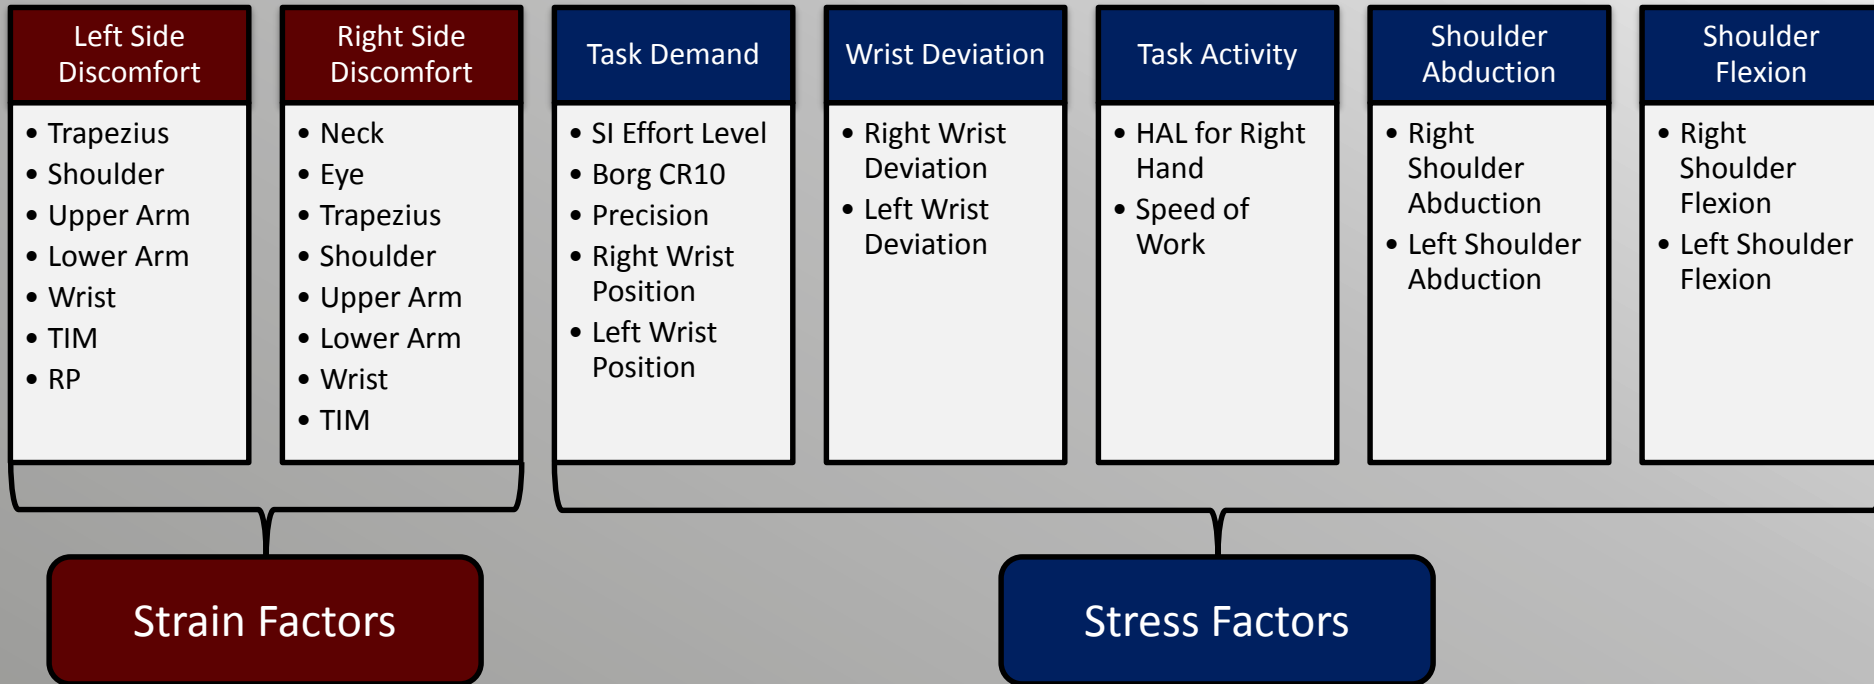 Left Side
Discomfort
• Trapezius
• Shoulder
• Upper Arm
• Lower Arm
• Wrist
• TIM
• RP
Right Side
Discomfort
• Neck
• Eye
• Trapezius
• Shoulder
• Upper Arm
• Lower Arm
• Wrist
• TIM
Task Demand
• SI Effort Level
• Borg CR10
• Precision
• Right Wrist
Position
• Left Wrist
Position
Wrist Deviation
• Right Wrist
Deviation
• Left Wrist
Deviation
Task Activity
• HAL for Right
Hand
• Speed of
Work
Shoulder
Abduction
• Right
Shoulder
Abduction
• Left Shoulder
Abduction
Shoulder
Flexion
• Right
Shoulder
Flexion
• Left Shoulder
Flexion
Strain Factors
Stress Factors